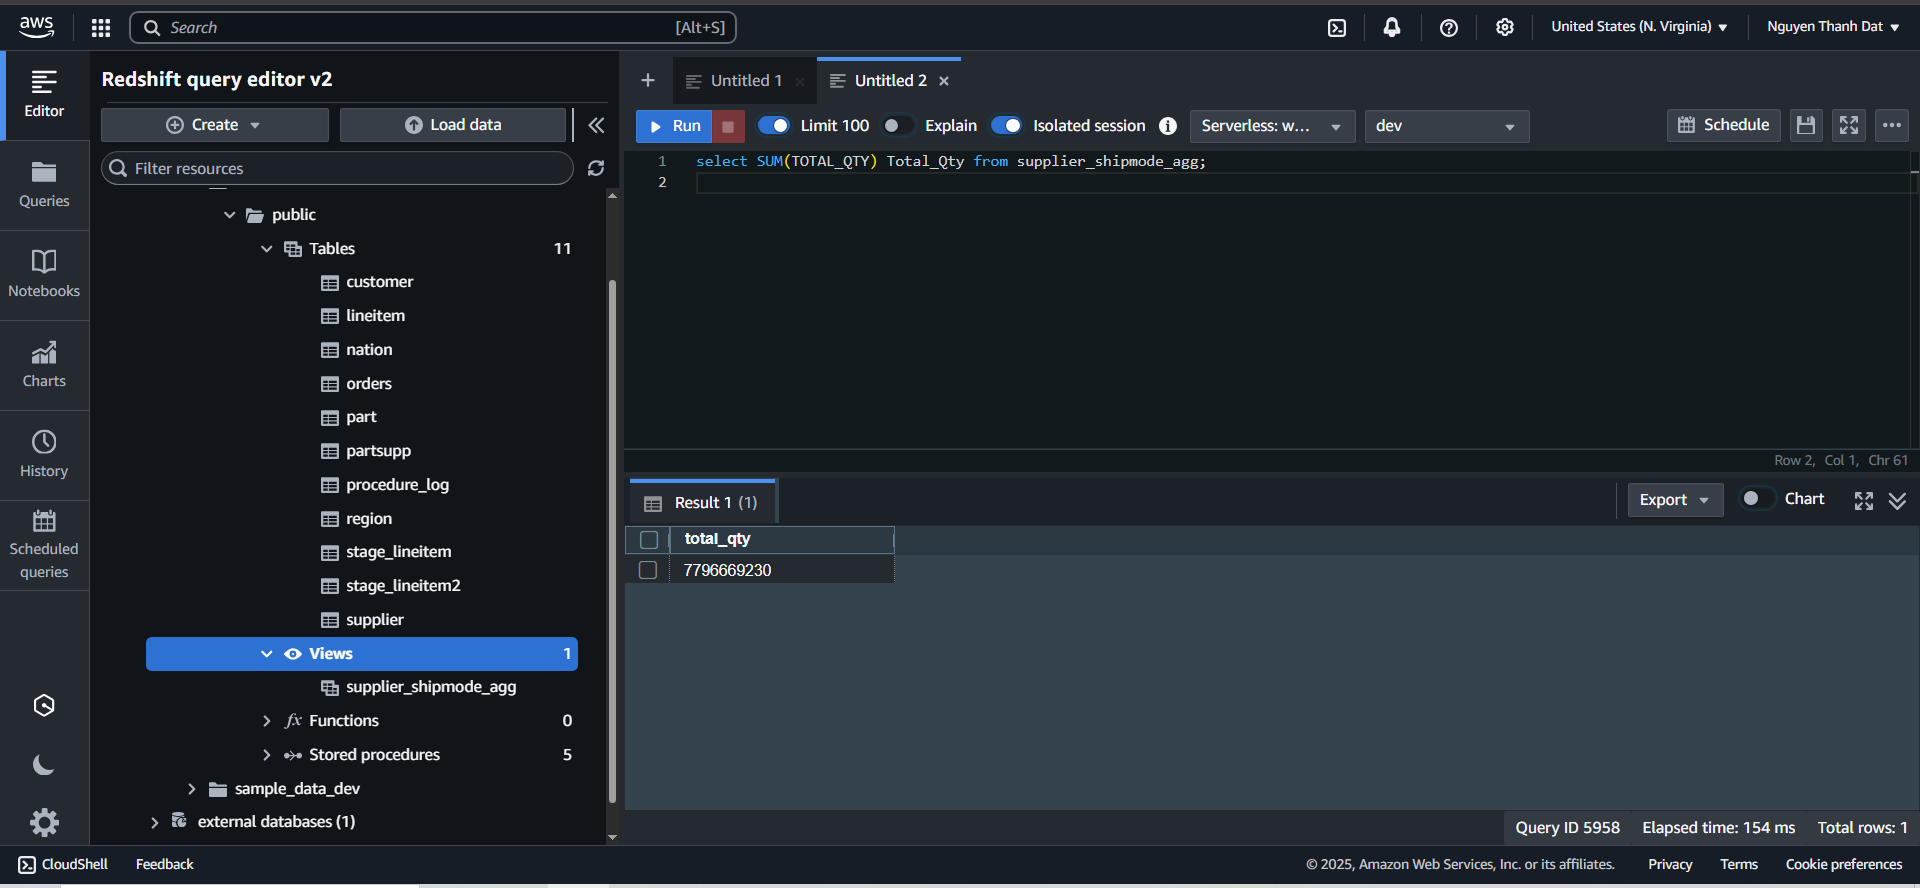 aws
Search [Alt+S]
United States (N. Virginia)
Nguyen Thanh Dat
Editor
Queries
Notebooks
Charts
History
Scheduled
queries
Redshift query editor v2
Create
Load data
Filter resources
public
Tables 11
customer
lineitem
nation
orders
part
partsupp
procedure_log
region
stage_lineitem
stage_lineitem2
supplier
Views 1
supplier_shipmode_agg
fx Functions 0
Stored procedures 5
sample_data_dev
external databases (1)
Untitled 1
Untitled 2
Run
Limit 100
Explain
Isolated session
Serverless: w...
dev
Schedule
1 select SUM(TOTAL_QTY) Total_Qty from supplier_shipmode_agg;
2
Row 2, Col 1, Chr 61
Result 1 (1)
Export
Chart
total_qty
7796669230
Query ID 5958 Elapsed time: 154 ms Total rows: 1
CloudShell Feedback
© 2025, Amazon Web Services, Inc. or its affiliates. Privacy Terms Cookie preferences